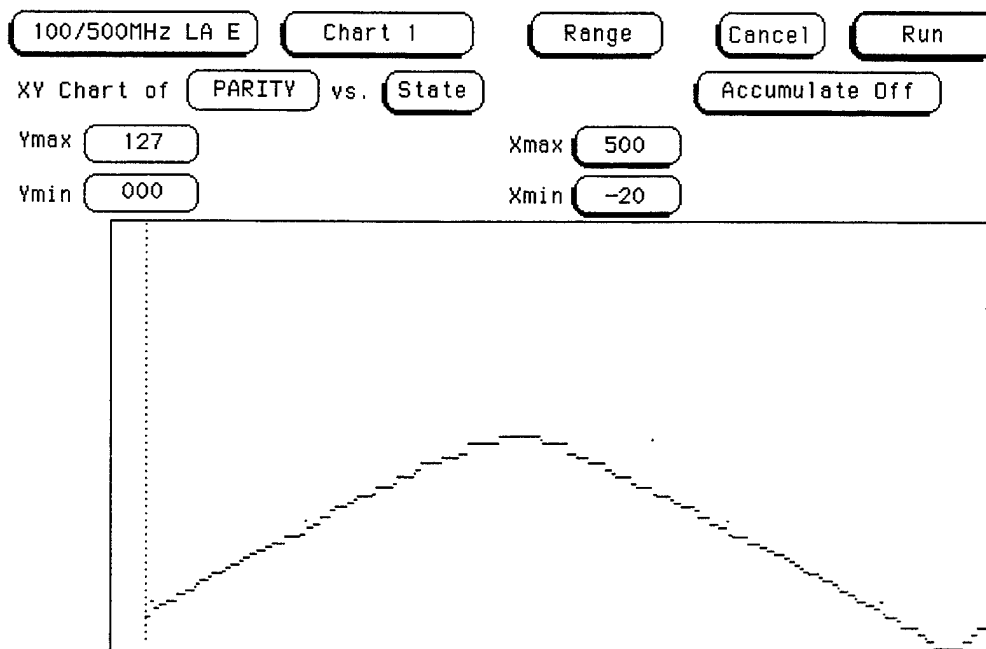 100/500MHz LA E Chart 1 Range Cancel Run
XY Chart of PARITY vs. State Accumulate Off
Ymax 127 Xmax 500
Ymin 000 Xmin -20